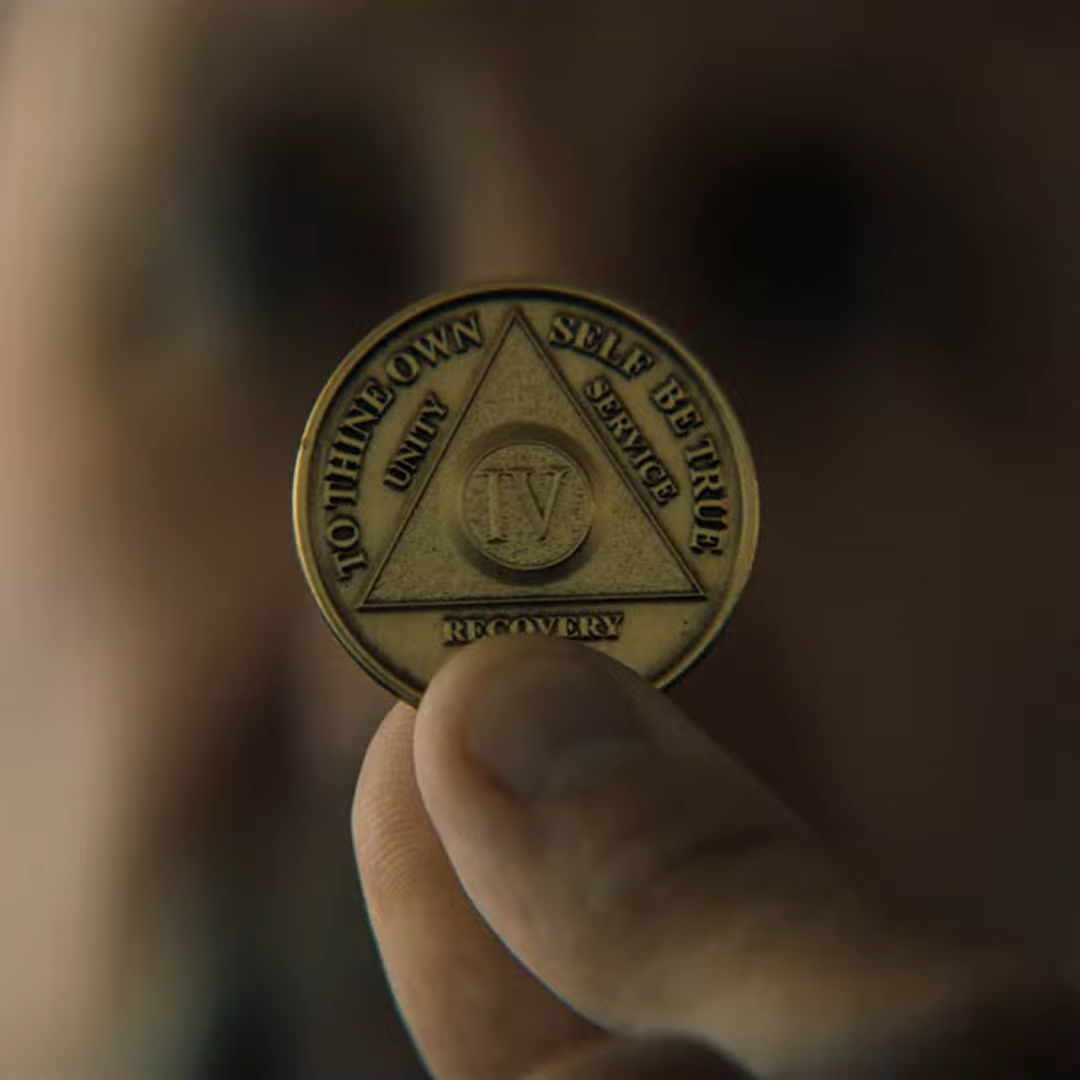 TO THINE OWN SELF BE TRUE
UNITY
SERVICE
IV
RECOVERY